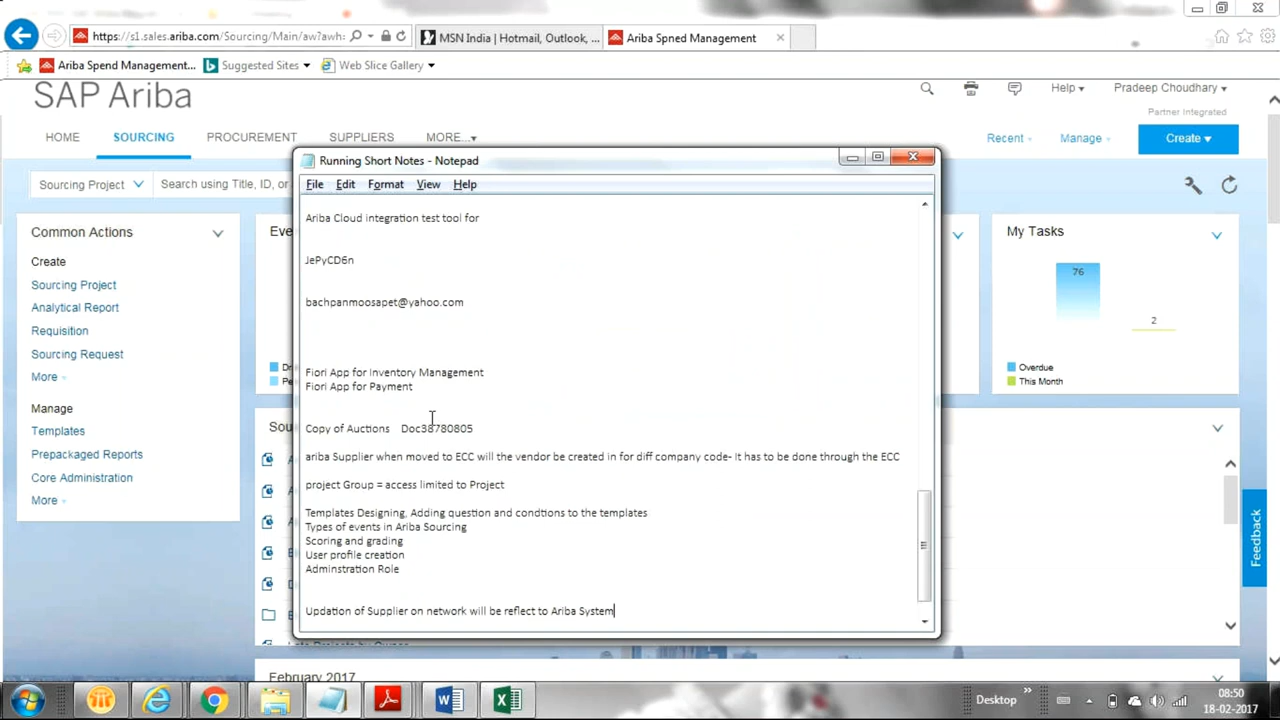 https://s1.sales.ariba.com/Sourcing/Main/aw?awh
MSN India | Hotmail, Outlook, ...
Ariba Spned Management
Ariba Spend Management...
Suggested Sites
Web Slice Gallery
SAP Ariba
Help
Pradeep Choudhary
Partner Integrated
HOME
SOURCING
PROCUREMENT
SUPPLIERS
MORE...
Recent
Manage
Create
Sourcing Project
Search using Title, ID, or
Common Actions
Create
Sourcing Project
Analytical Report
Requisition
Sourcing Request
More
Manage
Templates
Prepackaged Reports
Core Administration
More
Running Short Notes - Notepad
File Edit Format View Help
Ariba Cloud integration test tool for
JePyCD6n
bachpanmoosapet@yahoo.com
Fiori App for Inventory Management
Fiori App for Payment
Copy of Auctions Doc38780805
ariba Supplier when moved to ECC will the vendor be created in for diff company code- It has to be done through the ECC
project Group = access limited to Project
Templates Designing, Adding question and condtions to the templates
Types of events in Ariba Sourcing
Scoring and grading
User profile creation
Adminstration Role
Updation of Supplier on network will be reflect to Ariba System
My Tasks
76
2
Overdue
This Month
Feedback
February 2017
Desktop
08:50
18-02-2017